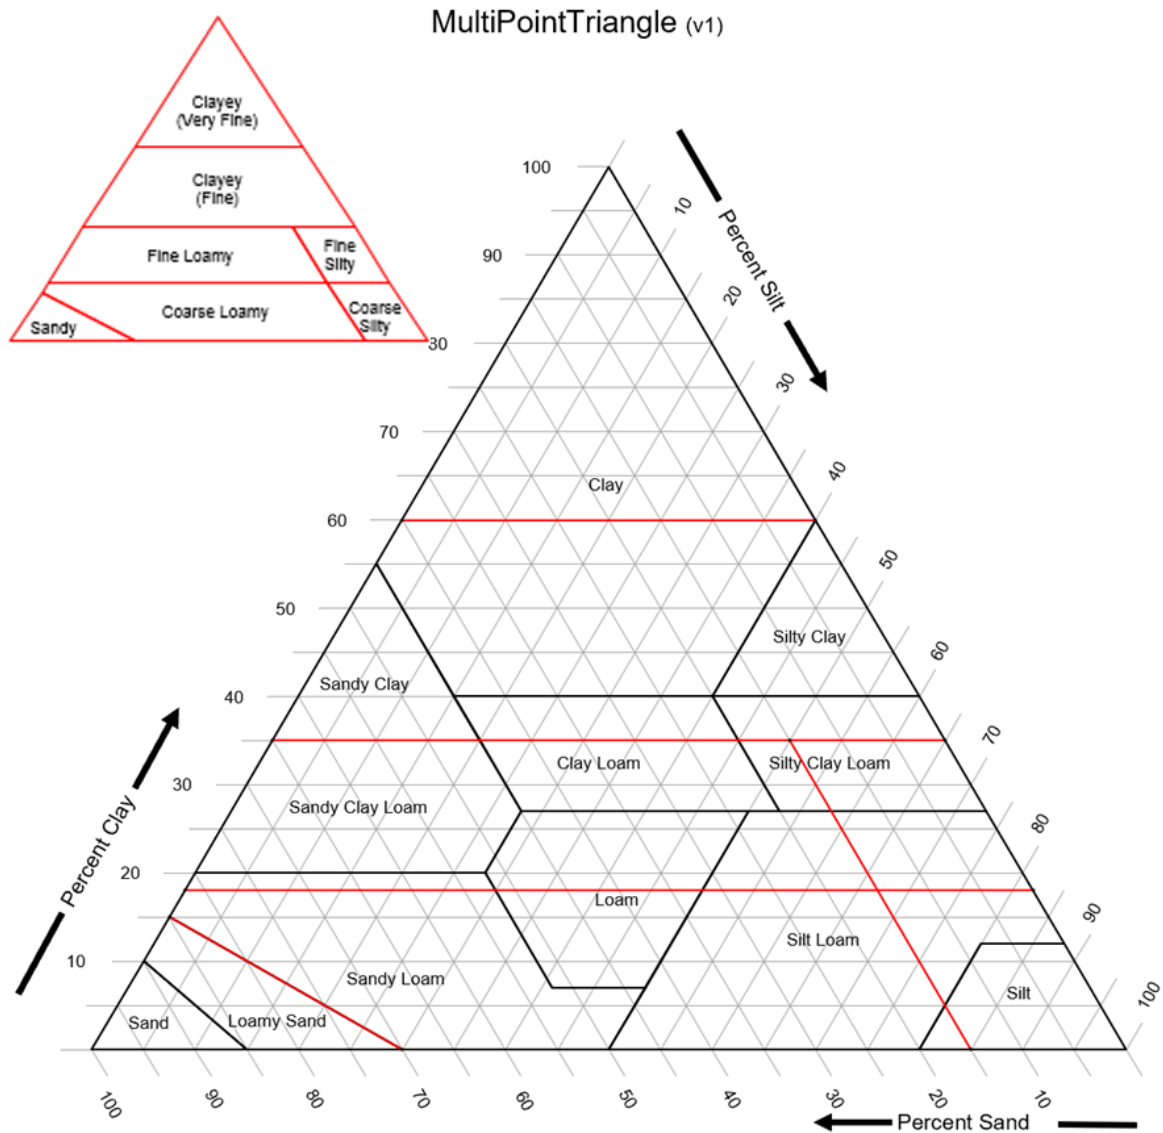 MultiPointTriangle (v1)
Clayey
(Very Fine)
Clayey
(Fine)
Fine Loamy
Fine
Silty
Coarse Loamy
Coarse
Silty
Sandy
100
90
80
70
60
50
40
30
20
10
Percent Clay
10
20
30
40
50
60
70
80
90
100
Percent Silt
Clay
Silty Clay
Sandy Clay
Clay Loam
Silty Clay Loam
Sandy Clay Loam
Loam
Silt Loam
Sandy Loam
Silt
Sand
Loamy Sand
100
90
80
70
60
50
40
30
20
10
Percent Sand